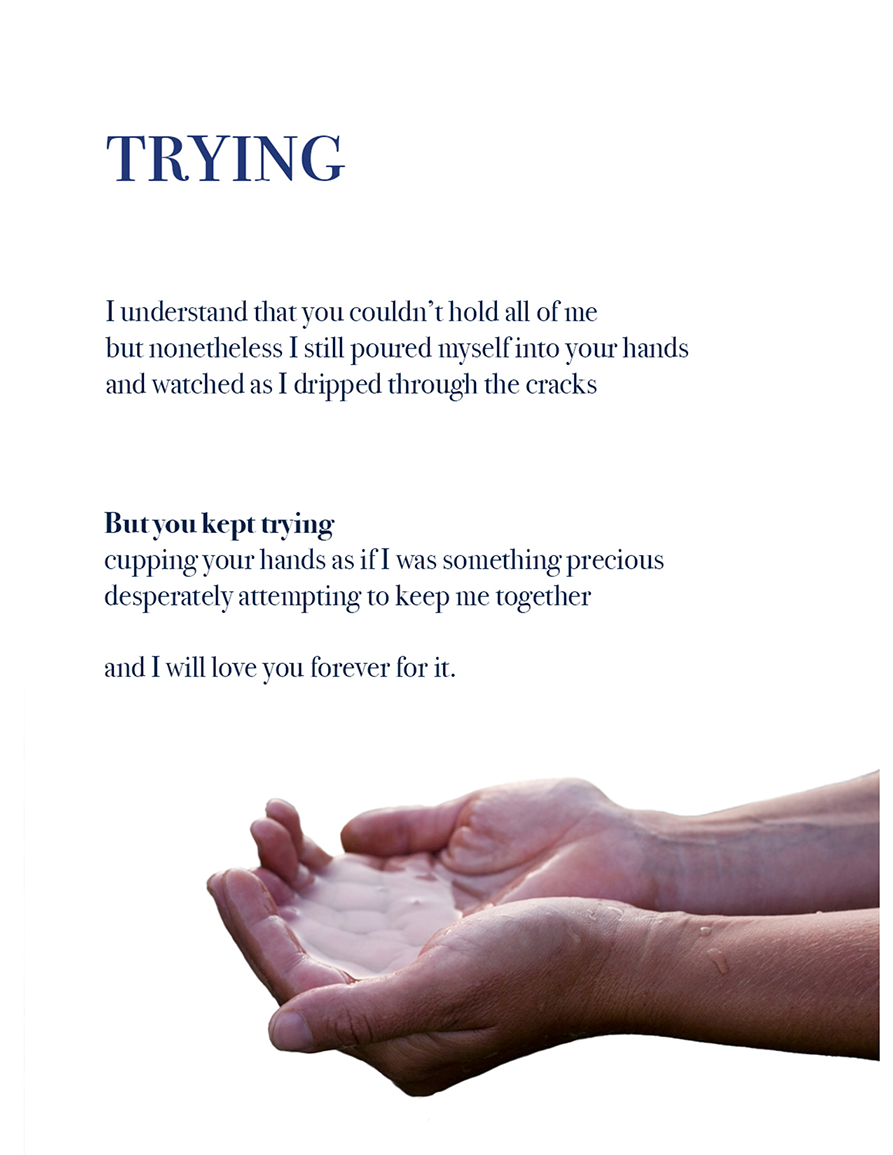 TRYING
I understand that you couldn’t hold all of me
but nonetheless I still poured myself into your hands
and watched as I dripped through the cracks
But you kept trying
cupping your hands as if I was something precious
desperately attempting to keep me together
and I will love you forever for it.